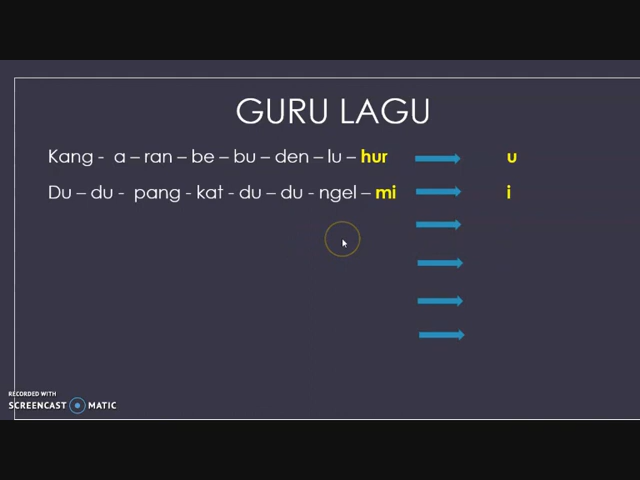 GURU LAGU
Kang - a – ran – be – bu – den – lu – hur u
Du – du - pang - kat - du – du - ngel – mi i
RECORDED WITH
SCREENCAST MATIC